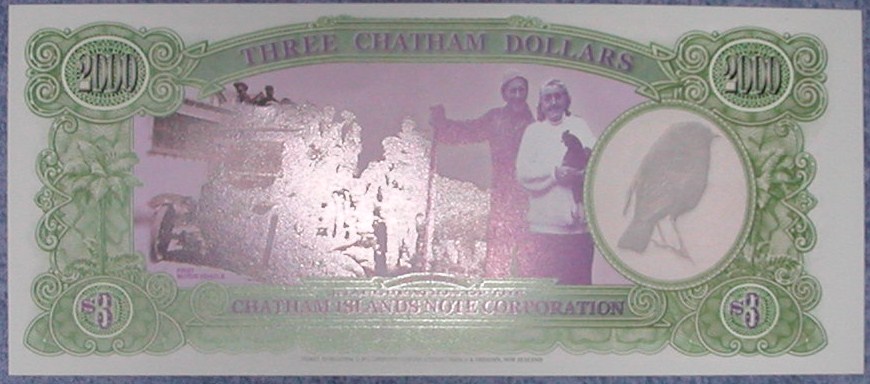 2000
THREE CHATHAM DOLLARS
2000
$3
CHATHAM ISLANDS NOTE CORPORATION
$3